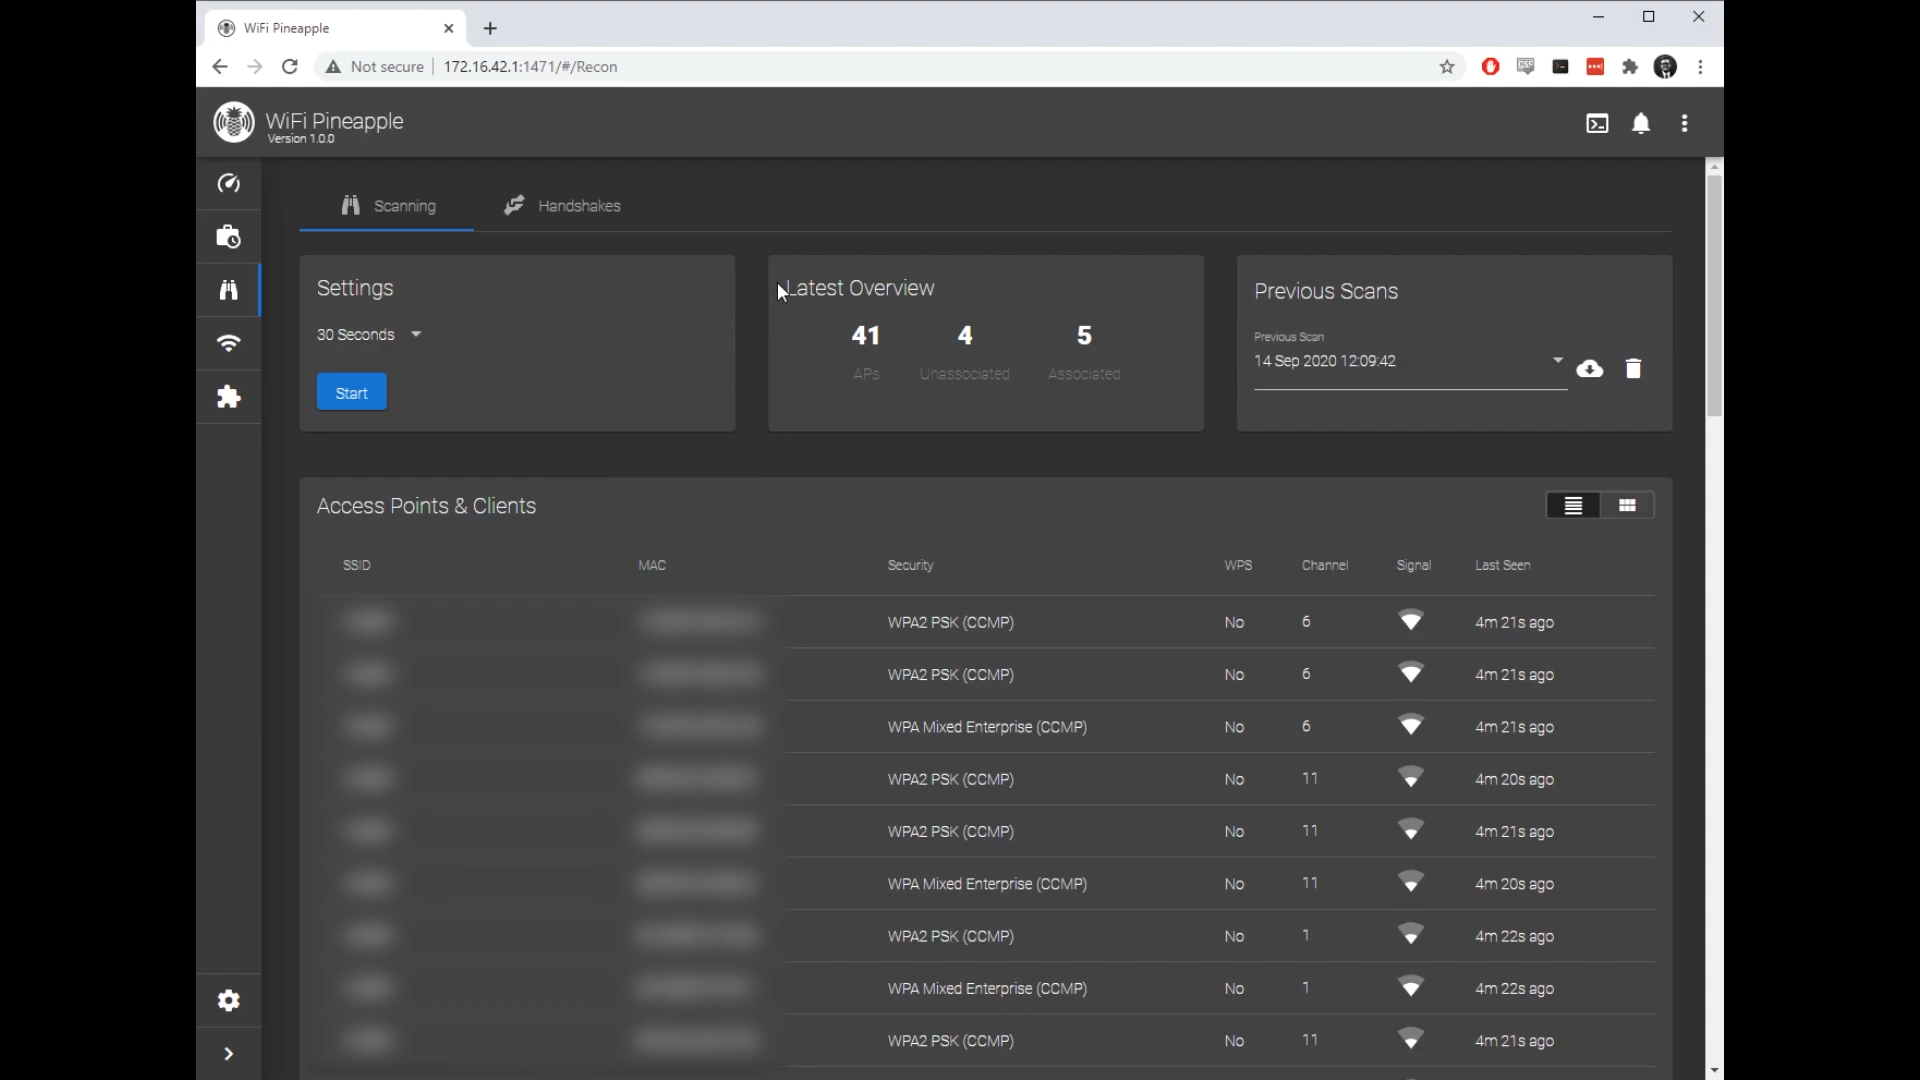 WiFi Pineapple
Not secure
172.16.42.1:1471/#/Recon
WiFi Pineapple
Version 1.0.0
Scanning
Handshakes
Settings
30 Seconds
Start
Latest Overview
41 4 5
APs Unassociated Associated
Previous Scans
Previous Scan
14 Sep 2020 12:09:42
Access Points & Clients
SSID MAC Security WPS Channel Signal Last Seen
WPA2 PSK (CCMP) No 6 4m 21s ago
WPA2 PSK (CCMP) No 6 4m 21s ago
WPA Mixed Enterprise (CCMP) No 6 4m 21s ago
WPA2 PSK (CCMP) No 11 4m 20s ago
WPA2 PSK (CCMP) No 11 4m 21s ago
WPA Mixed Enterprise (CCMP) No 11 4m 20s ago
WPA2 PSK (CCMP) No 1 4m 22s ago
WPA Mixed Enterprise (CCMP) No 1 4m 22s ago
WPA2 PSK (CCMP) No 11 4m 21s ago